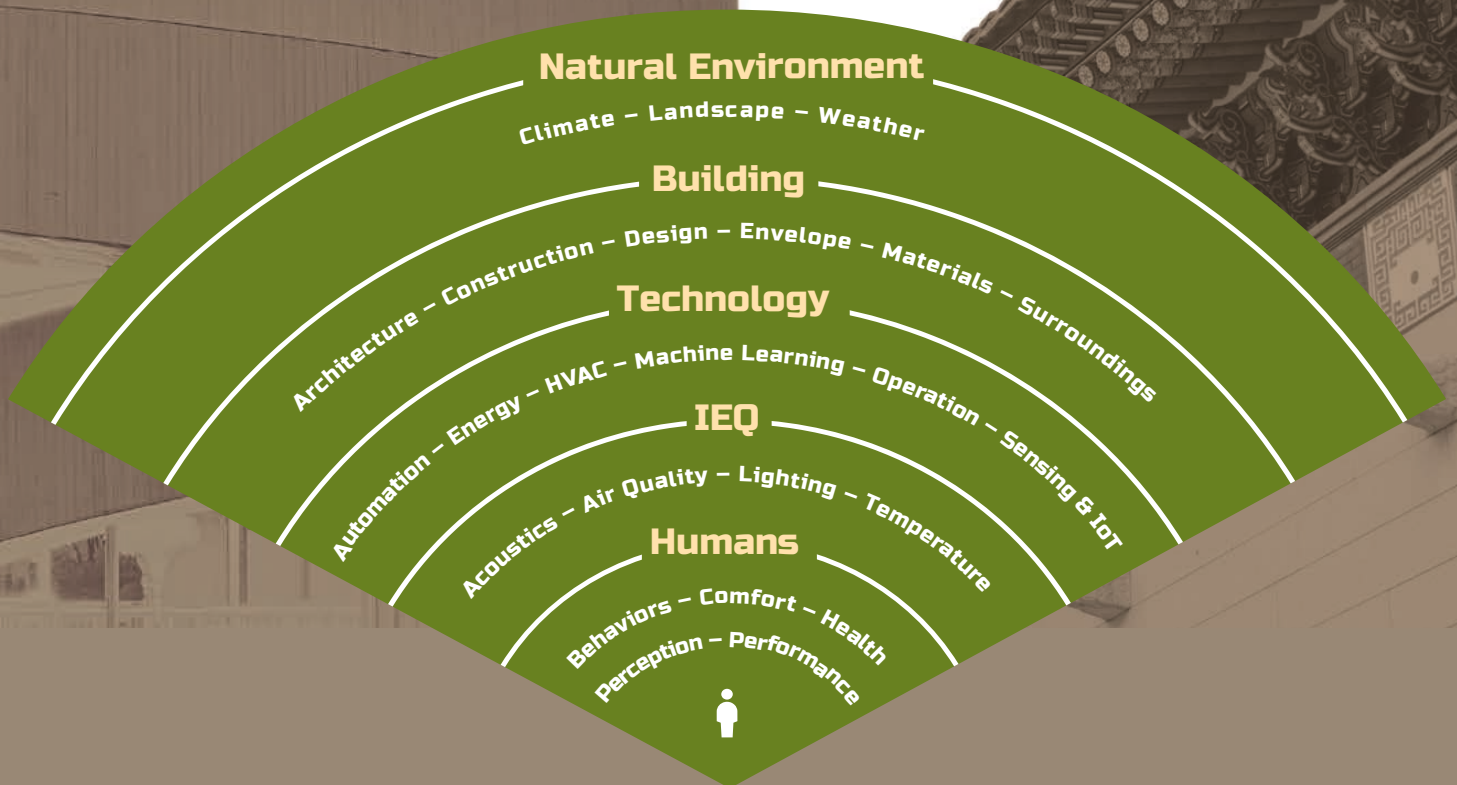 Natural Environment
Climate – Landscape – Weather
Building
Architecture – Construction – Design – Envelope – Materials – Surroundings
Technology
Automation – Energy – HVAC – Machine Learning – Operation – Sensing & IoT
IEQ
Acoustics – Air Quality – Lighting – Temperature
Humans
Behaviors – Comfort – Health
Perception – Performance